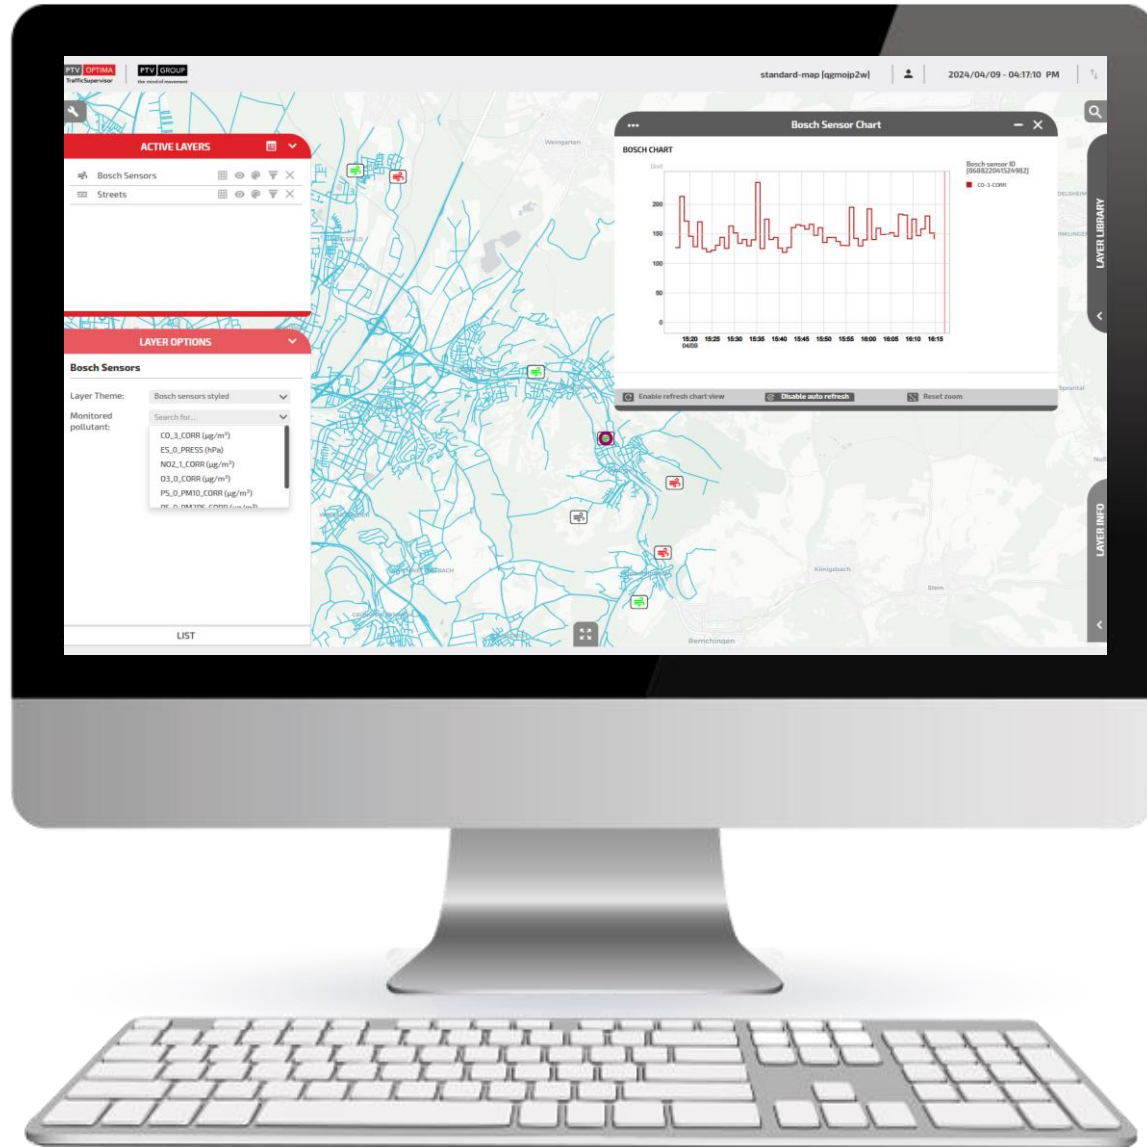 PTV OPTIMA
TrafficSupervisor
PTV GROUP
the mind of movement
standard-map [qgmojp2w]
2024/04/09 - 04:17:10 PM
ACTIVE LAYERS
Bosch Sensors
Streets
LAYER OPTIONS
Bosch Sensors
Layer Theme:
Bosch sensors styled
Monitored
pollutant:
Search for...
CO_3_CORR (µg/m³)
ES_0_PRESS (hPa)
NO2_1_CORR (µg/m³)
O3_0_CORR (µg/m³)
PS_0_PM10_CORR (µg/m³)
LIST
Weingarten
Königsbach
Stein
Berrchingen
Sprantal
Bosch Sensor Chart
BOSCH CHART
Unit
200
150
100
50
0
15:20 15:25 15:30 15:35 15:40 15:45 15:50 15:55 16:00 16:05 16:10 16:15
04/09
Bosch sensor ID
[868822041524982]
CO-3-CORR
Enable refresh chart view
Disable auto refresh
Reset zoom
LAYER LIBRARY
LAYER INFO